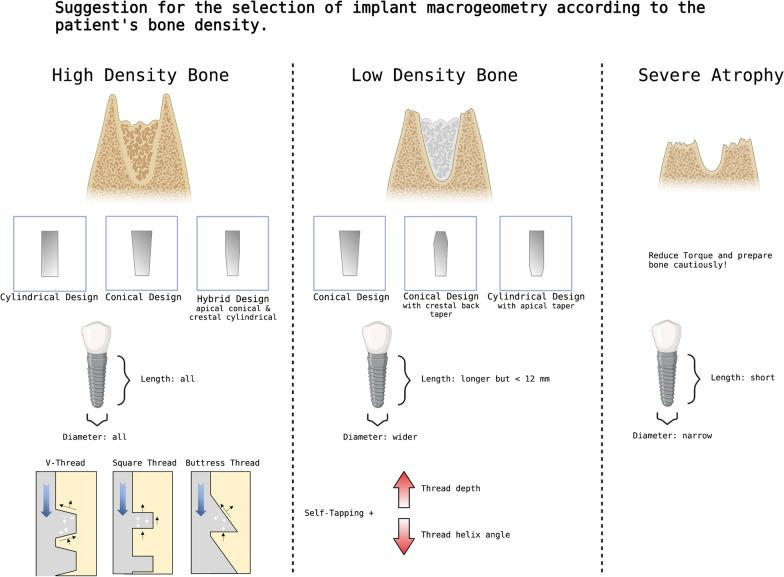 Suggestion for the selection of implant macrogeometry according to the
patient's bone density.
High Density Bone
Low Density Bone
Severe Atrophy
Cylindrical Design
Conical Design
Hybrid Design
apical conical &
crestal cylindrical
Conical Design
Conical Design
with crestal back
taper
Cylindrical Design
with apical taper
Reduce Torque and prepare
bone cautiously!
Length: all
Diameter: all
Length: longer but < 12 mm
Diameter: wider
Length: short
Diameter: narrow
V-Thread
Square Thread
Buttress Thread
Self-Tapping +
Thread depth
Thread helix angle